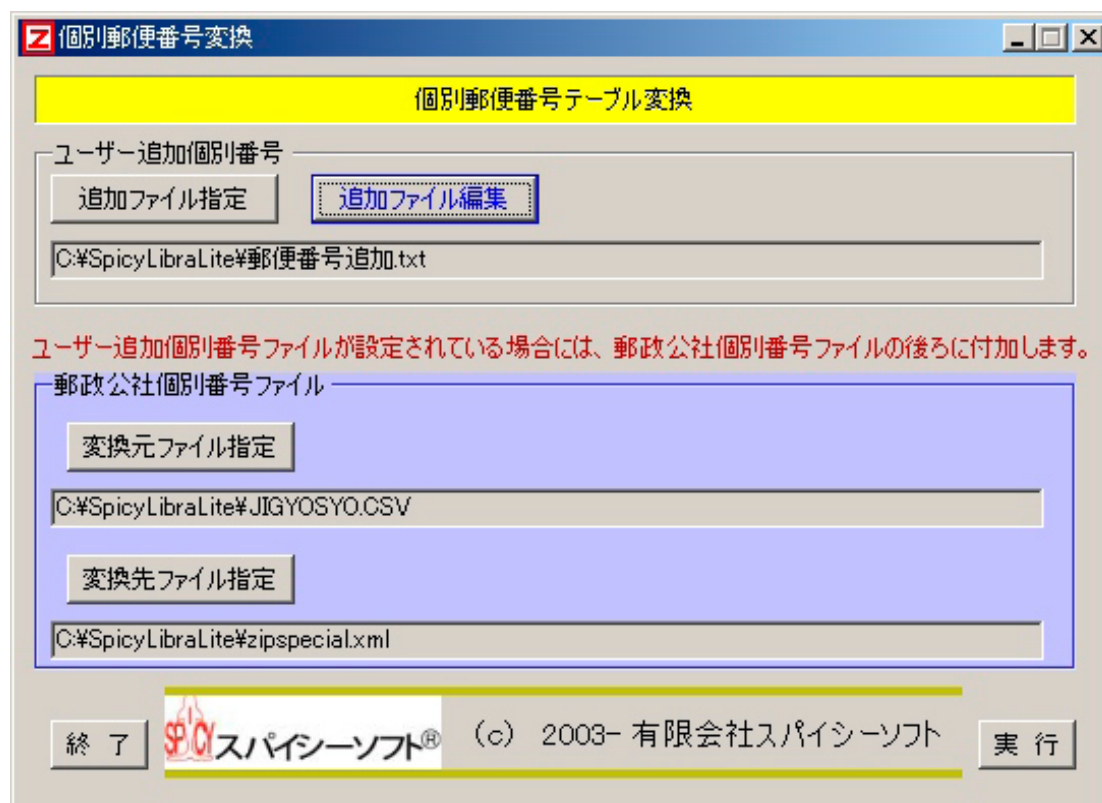 Z 個別郵便番号変換
個別郵便番号テーブル変換
ユーザー追加個別番号
追加ファイル指定 追加ファイル編集
C:¥SpicyLibraLite¥郵便番号追加.txt
ユーザー追加個別番号ファイルが設定されている場合には、郵政公社個別番号ファイルの後ろに付加します。
郵政公社個別番号ファイル
変換元ファイル指定
C:¥SpicyLibraLite¥JIGYOSYO.CSV
変換先ファイル指定
C:¥SpicyLibraLite¥zipspecial.xml
終 了 SPICY スパイシーソフト® (c) 2003- 有限会社スパイシーソフト 実 行